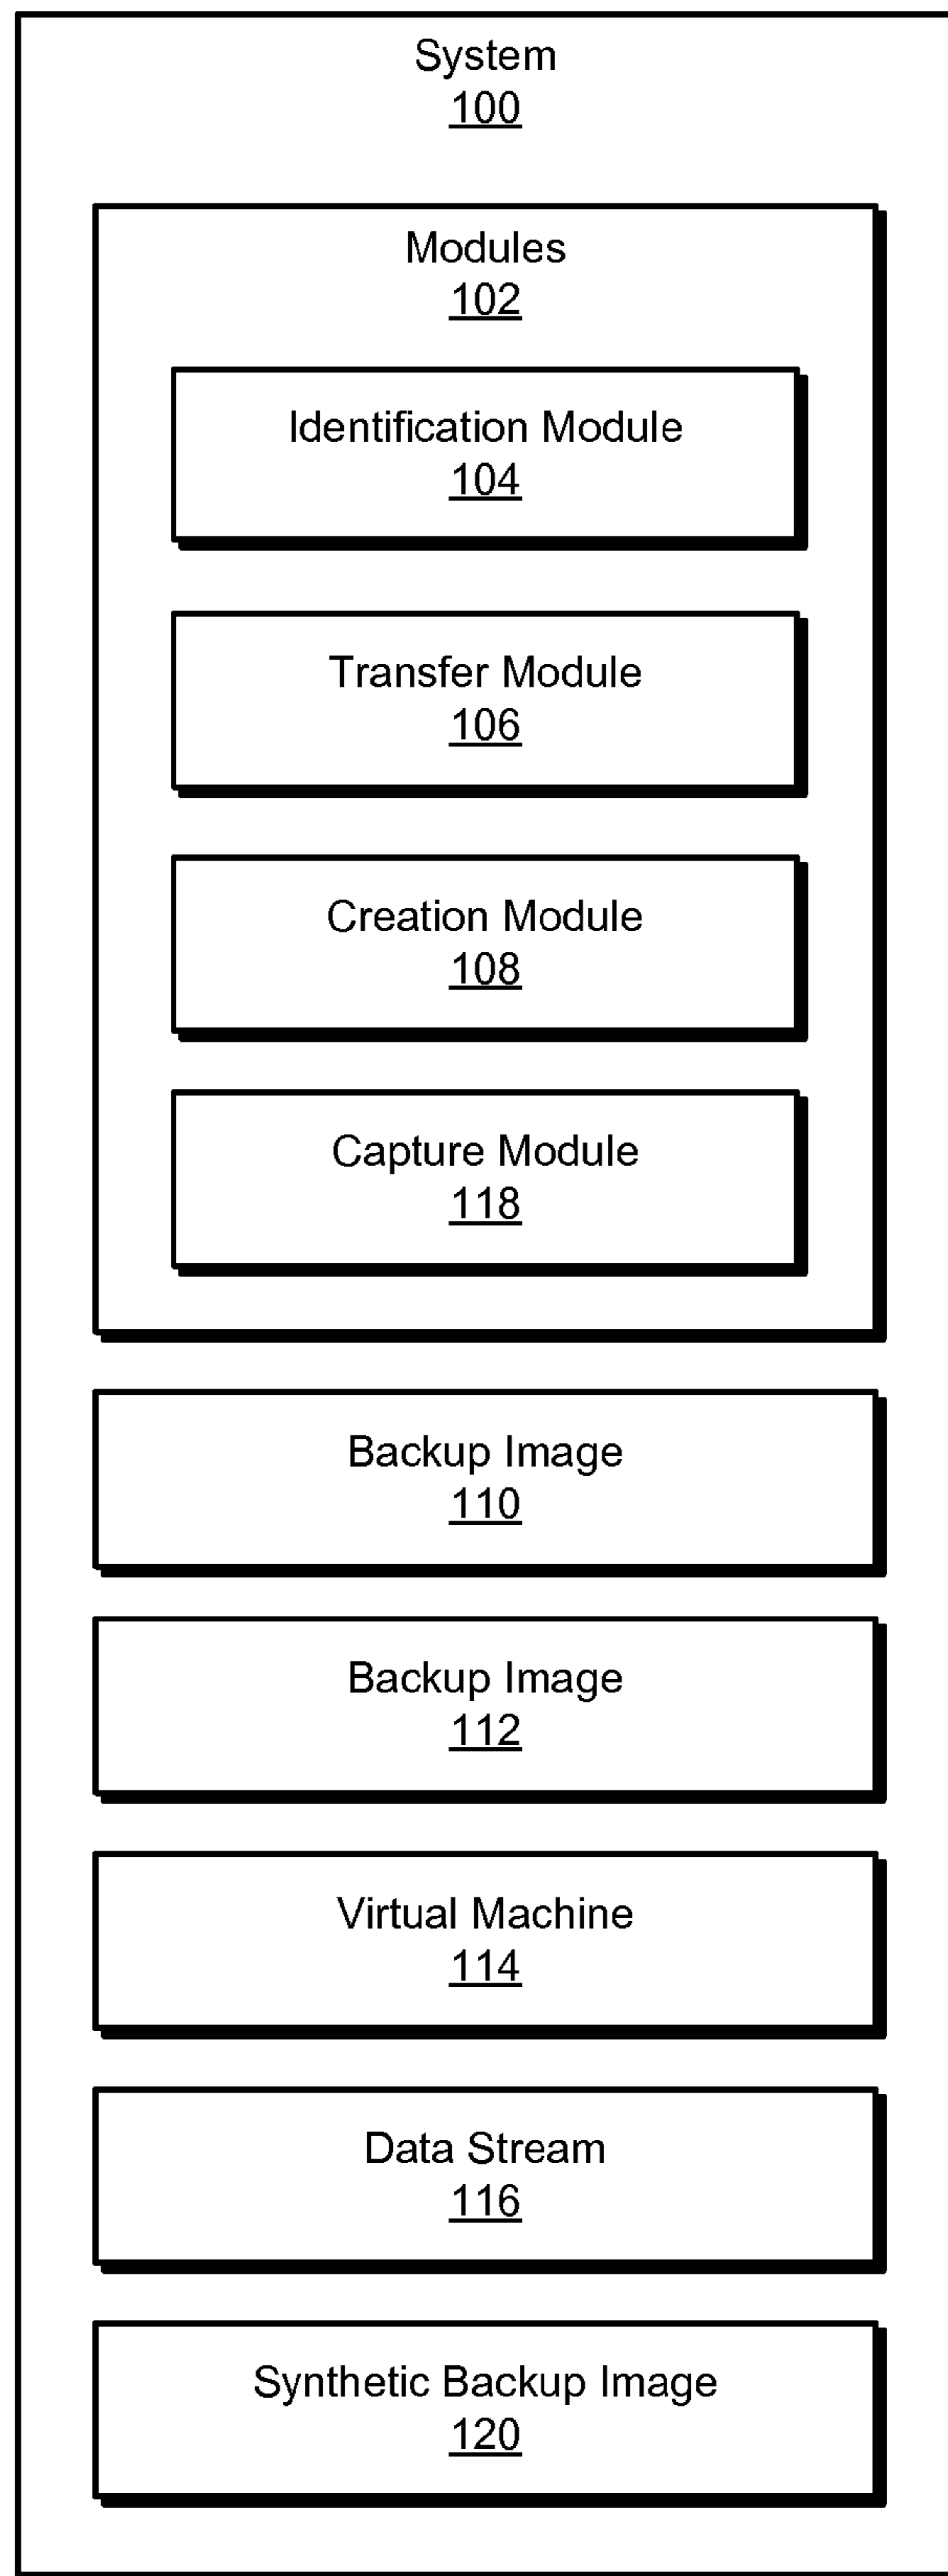 System
100
Modules
102
Identification Module
104
Transfer Module
106
Creation Module
108
Capture Module
118
Backup Image
110
Backup Image
112
Virtual Machine
114
Data Stream
116
Synthetic Backup Image
120